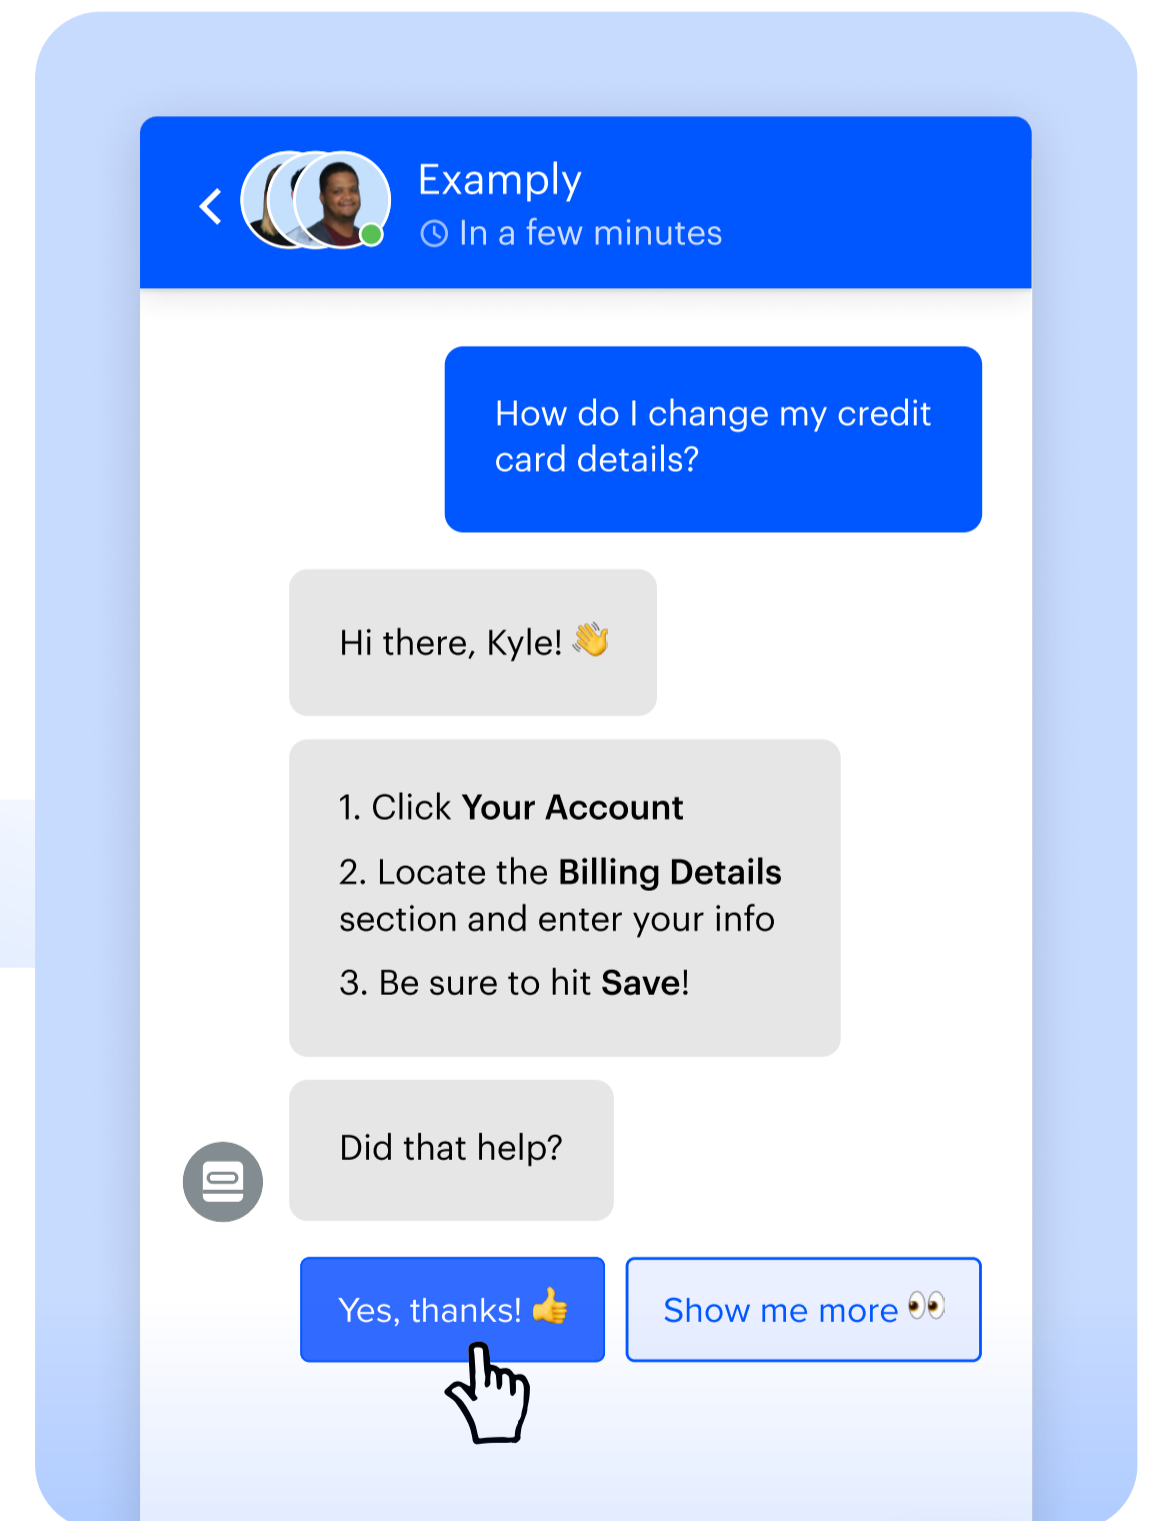 Examply
In a few minutes
How do I change my credit
card details?
Hi there, Kyle! 👋
1. Click Your Account
2. Locate the Billing Details
section and enter your info
3. Be sure to hit Save!
Did that help?
Yes, thanks! 👍
Show me more 👀